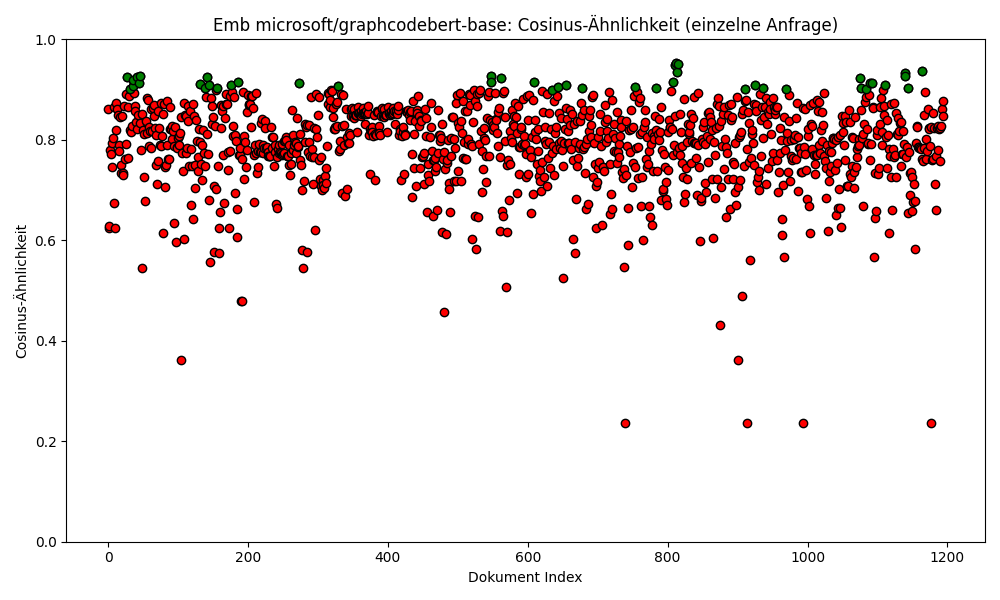 Emb microsoft/graphcodebert-base: Cosinus-Ähnlichkeit (einzelne Anfrage)
Cosinus-Ähnlichkeit
1.0
0.8
0.6
0.4
0.2
0.0
0 200 400 600 800 1000 1200
Dokument Index